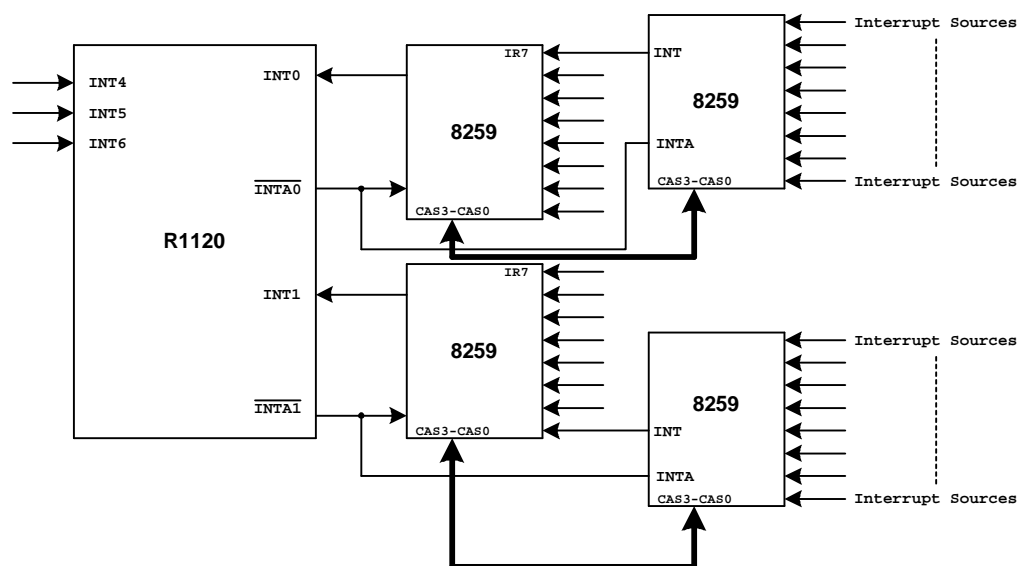 Interrupt Sources
IR7
INT
INT0
INT4
8259
INT5
8259
INT6
INTA
INTA0
CAS3-CAS0
Interrupt Sources
CAS3-CAS0
R1120
IR7
INT1
Interrupt Sources
8259
8259
INTA1
CAS3-CAS0
INT
INTA
CAS3-CAS0
Interrupt Sources